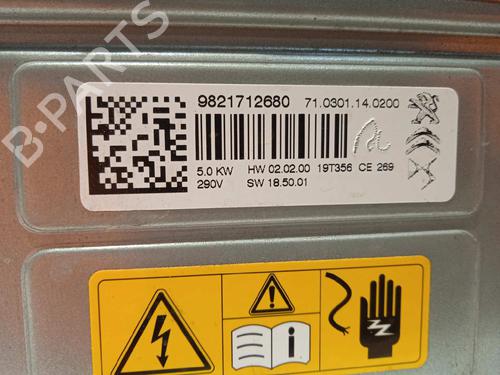 B-PARTS
9821712680 71.0301.14.0200
5.0 KW HW 02.02.00 19T356 CE 269
290V SW 18.50.01
i